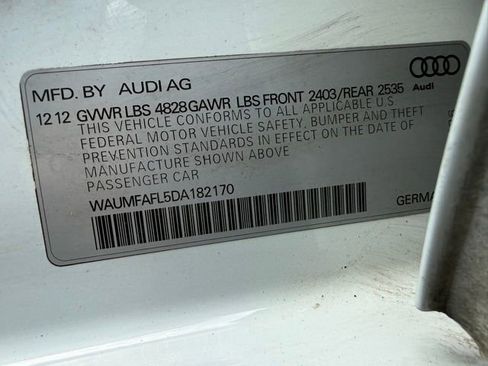 MFD. BY AUDI AG
12 12 GVWR LBS 4828 GAWR LBS FRONT 2403/REAR 2535
Audi
THIS VEHICLE CONFORMS TO ALL APPLICABLE U.S
FEDERAL MOTOR VEHICLE SAFETY, BUMPER AND THEFT
PREVENTION STANDARDS IN EFFECT ON THE DATE OF
MANUFACTURE SHOWN ABOVE
PASSENGER CAR
WAUMFAFL5DA182170
GERMA